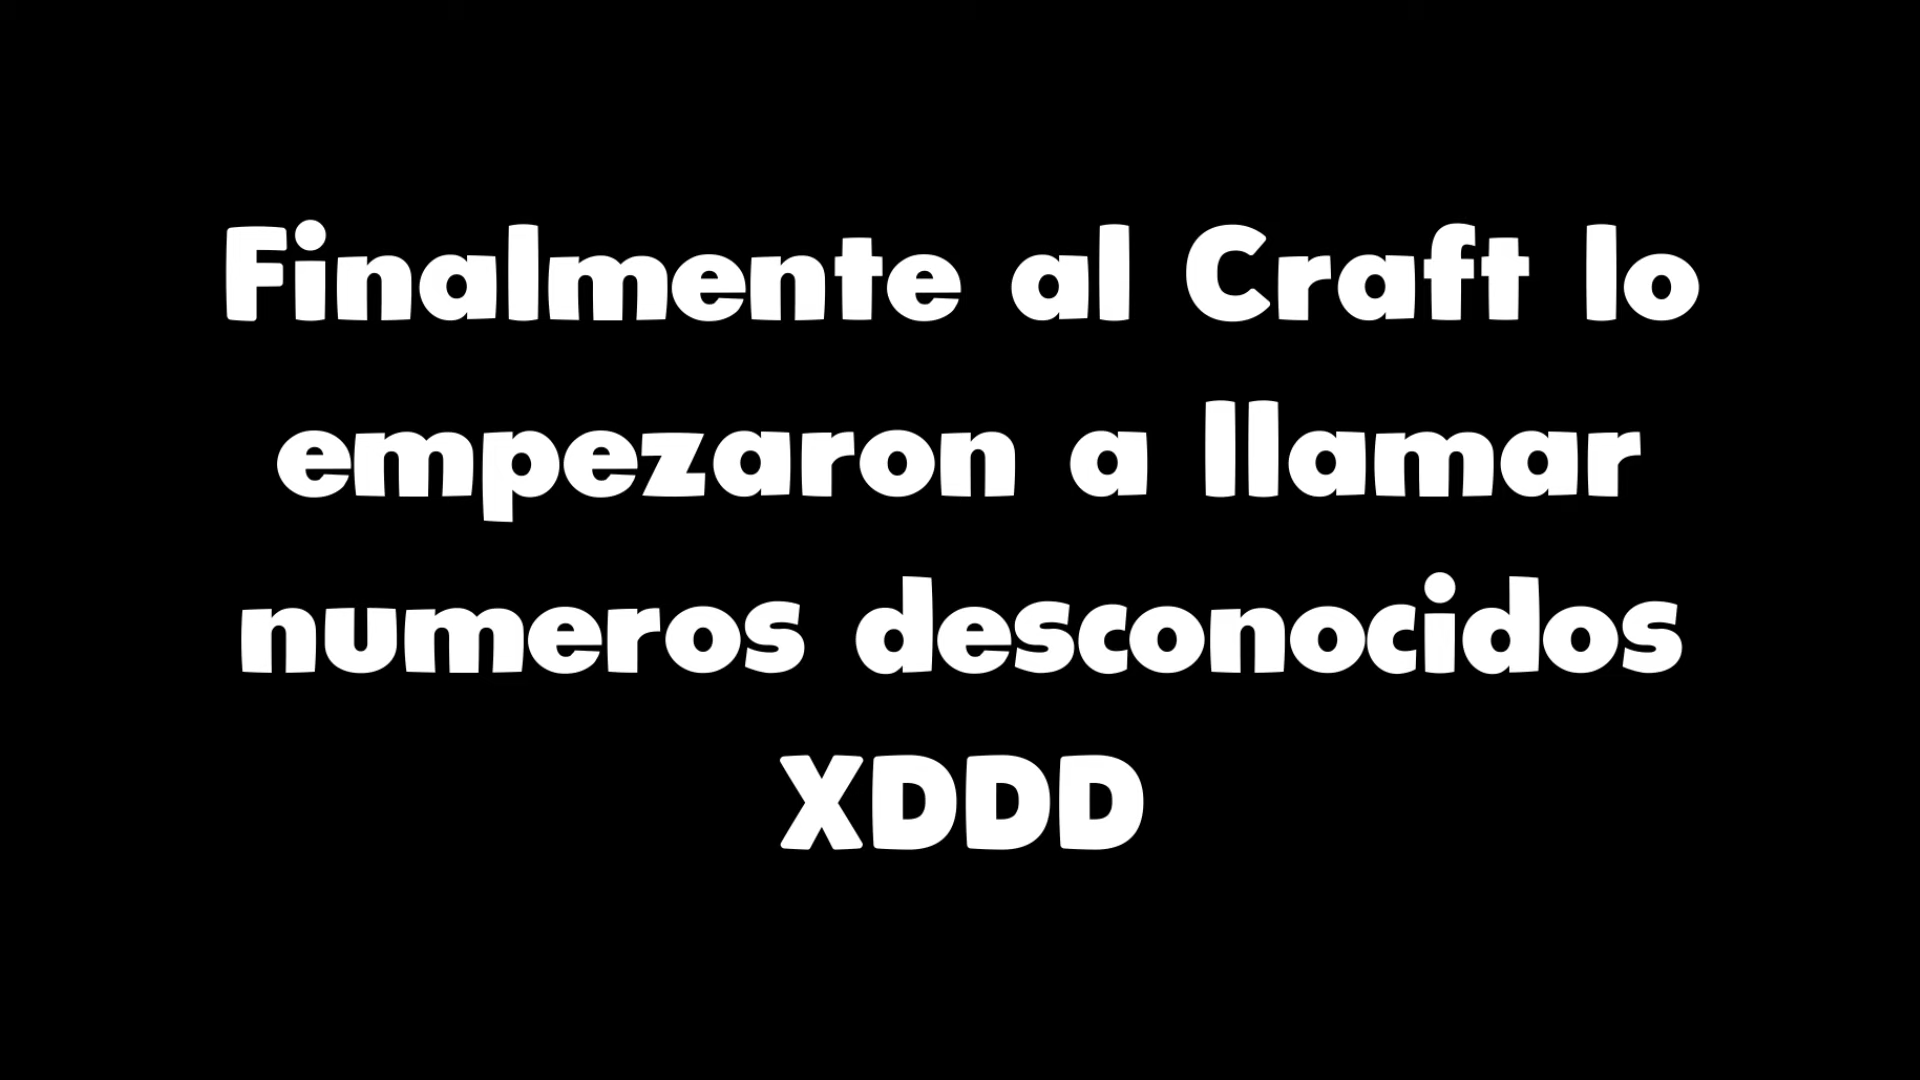 Finalmente al Craft lo
empezaron a llamar
numeros desconocidos
XDDD